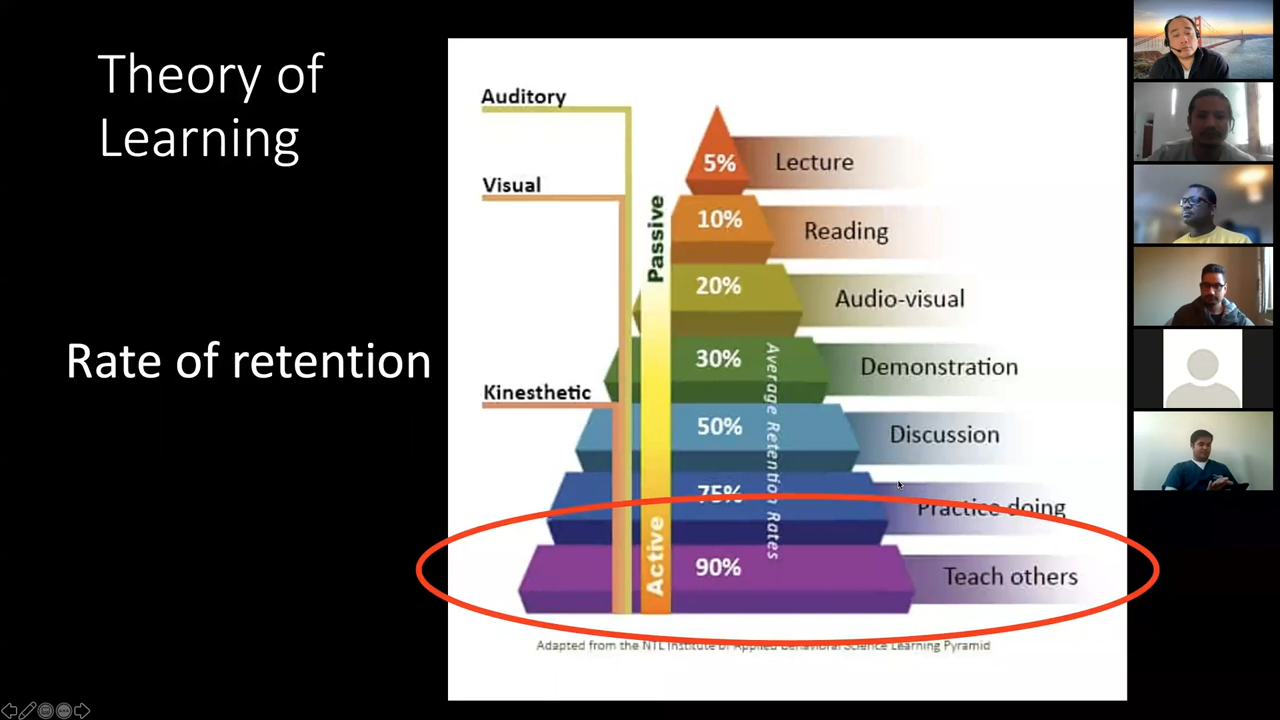 Theory of
Learning
Rate of retention
Auditory
Visual
Kinesthetic
Passive
Active
5%
Lecture
10%
Reading
20%
Audio-visual
30%
Demonstration
50%
Discussion
75%
Practice doing
90%
Teach others
Average Retention Rates
Adapted from the NTL Institute of Applied Behavioral Science Learning Pyramid